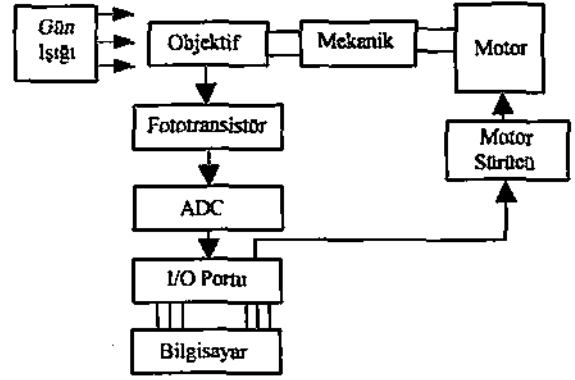 Gün
Işığı
Objektif
Mekanik
Motor
Fototransistör
Motor
Sürücü
ADC
I/O Portu
Bilgisayar